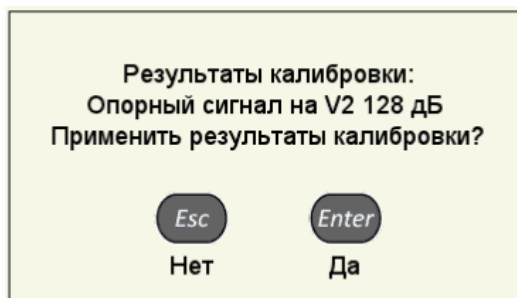 Результаты калибровки:
Опорный сигнал на V2 128 дБ
Применить результаты калибровки?
Esc Enter
Нет Да